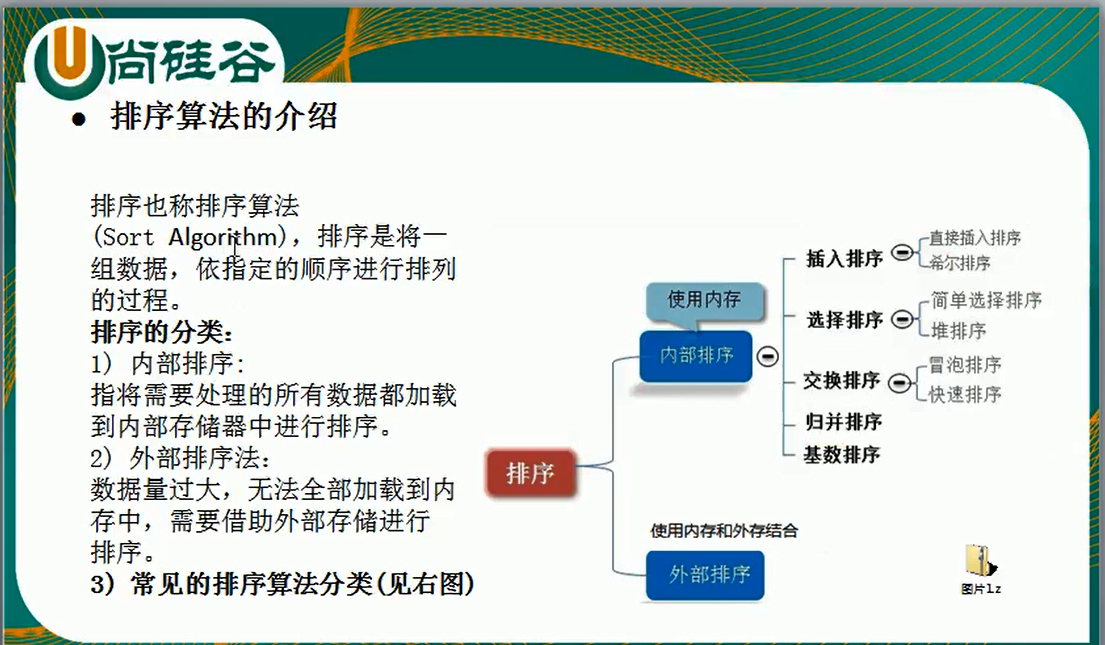 尚硅谷
● 排序算法的介绍
排序也称排序算法
(Sort Algorithm)，排序是将一
组数据，依指定的顺序进行排列
的过程。
排序的分类：
1) 内部排序：
指将需要处理的所有数据都加载
到内部存储器中进行排序。
2) 外部排序法：
数据量过大，无法全部加载到内
存中，需要借助外部存储进行
排序。
3) 常见的排序算法分类(见右图)
排序
使用内存
内部排序
插入排序
直接插入排序
希尔排序
选择排序
简单选择排序
堆排序
交换排序
冒泡排序
快速排序
归并排序
基数排序
使用内存和外存结合
外部排序
图片1.z